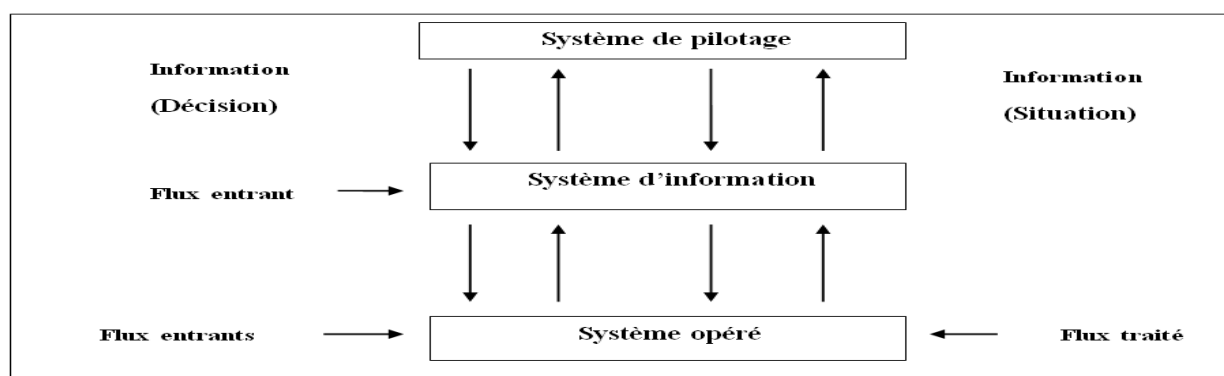 Système de pilotage
Information
(Décision)
Information
(Situation)
Système d'information
Flux entrant
Système opéré
Flux entrants
Flux traité